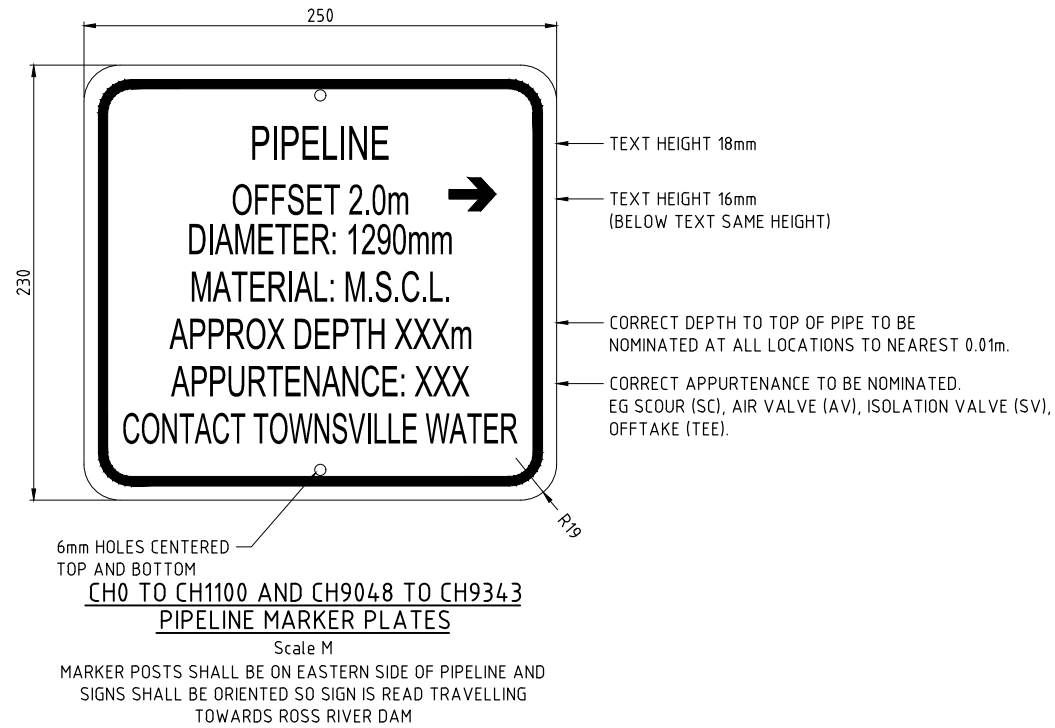 250
230
PIPELINE
OFFSET 2.0m
DIAMETER: 1290mm
MATERIAL: M.S.C.L.
APPROX DEPTH XXXm
APPURTENANCE: XXX
CONTACT TOWNSVILLE WATER
TEXT HEIGHT 18mm
TEXT HEIGHT 16mm
(BELOW TEXT SAME HEIGHT)
CORRECT DEPTH TO TOP OF PIPE TO BE
NOMINATED AT ALL LOCATIONS TO NEAREST 0.01m.
CORRECT APPURTENANCE TO BE NOMINATED.
EG SCOUR (SC), AIR VALVE (AV), ISOLATION VALVE (SV),
OFFTAKE (TEE).
R19
6mm HOLES CENTERED
TOP AND BOTTOM
CH0 TO CH1100 AND CH9048 TO CH9343
PIPELINE MARKER PLATES
Scale M
MARKER POSTS SHALL BE ON EASTERN SIDE OF PIPELINE AND
SIGNS SHALL BE ORIENTED SO SIGN IS READ TRAVELLING
TOWARDS ROSS RIVER DAM